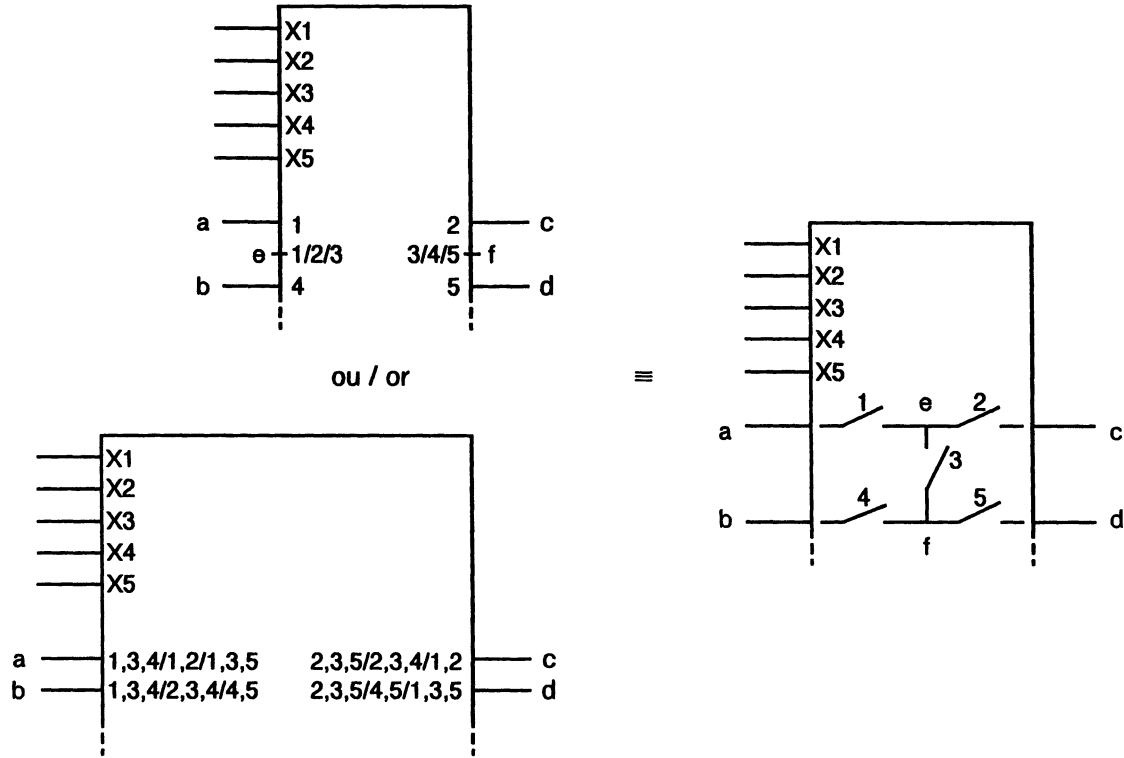 X1
X2
X3
X4
X5
a 1 2 c
e 1/2/3 3/4/5 f
b 4 5 d
ou / or
≡
X1
X2
X3
X4
X5
a 1,3,4/1,2/1,3,5 2,3,5/2,3,4/1,2 c
b 1,3,4/2,3,4/4,5 2,3,5/4,5/1,3,5 d
X1
X2
X3
X4
X5
1 e 2
a c
3
4 5
b d
f